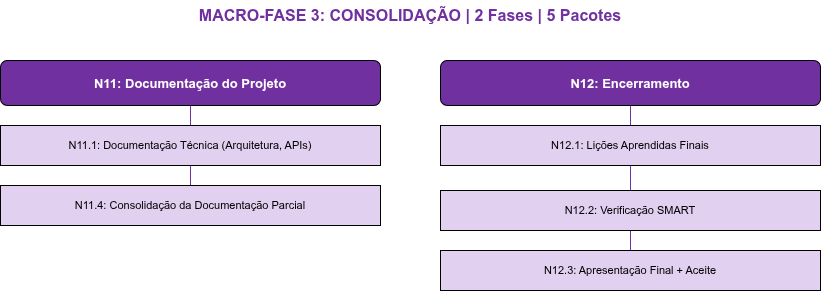 MACRO-FASE 3: CONSOLIDAÇÃO | 2 Fases | 5 Pacotes
N11: Documentação do Projeto
N11.1: Documentação Técnica (Arquitetura, APIs)
N11.4: Consolidação da Documentação Parcial
N12: Encerramento
N12.1: Lições Aprendidas Finais
N12.2: Verificação SMART
N12.3: Apresentação Final + Aceite